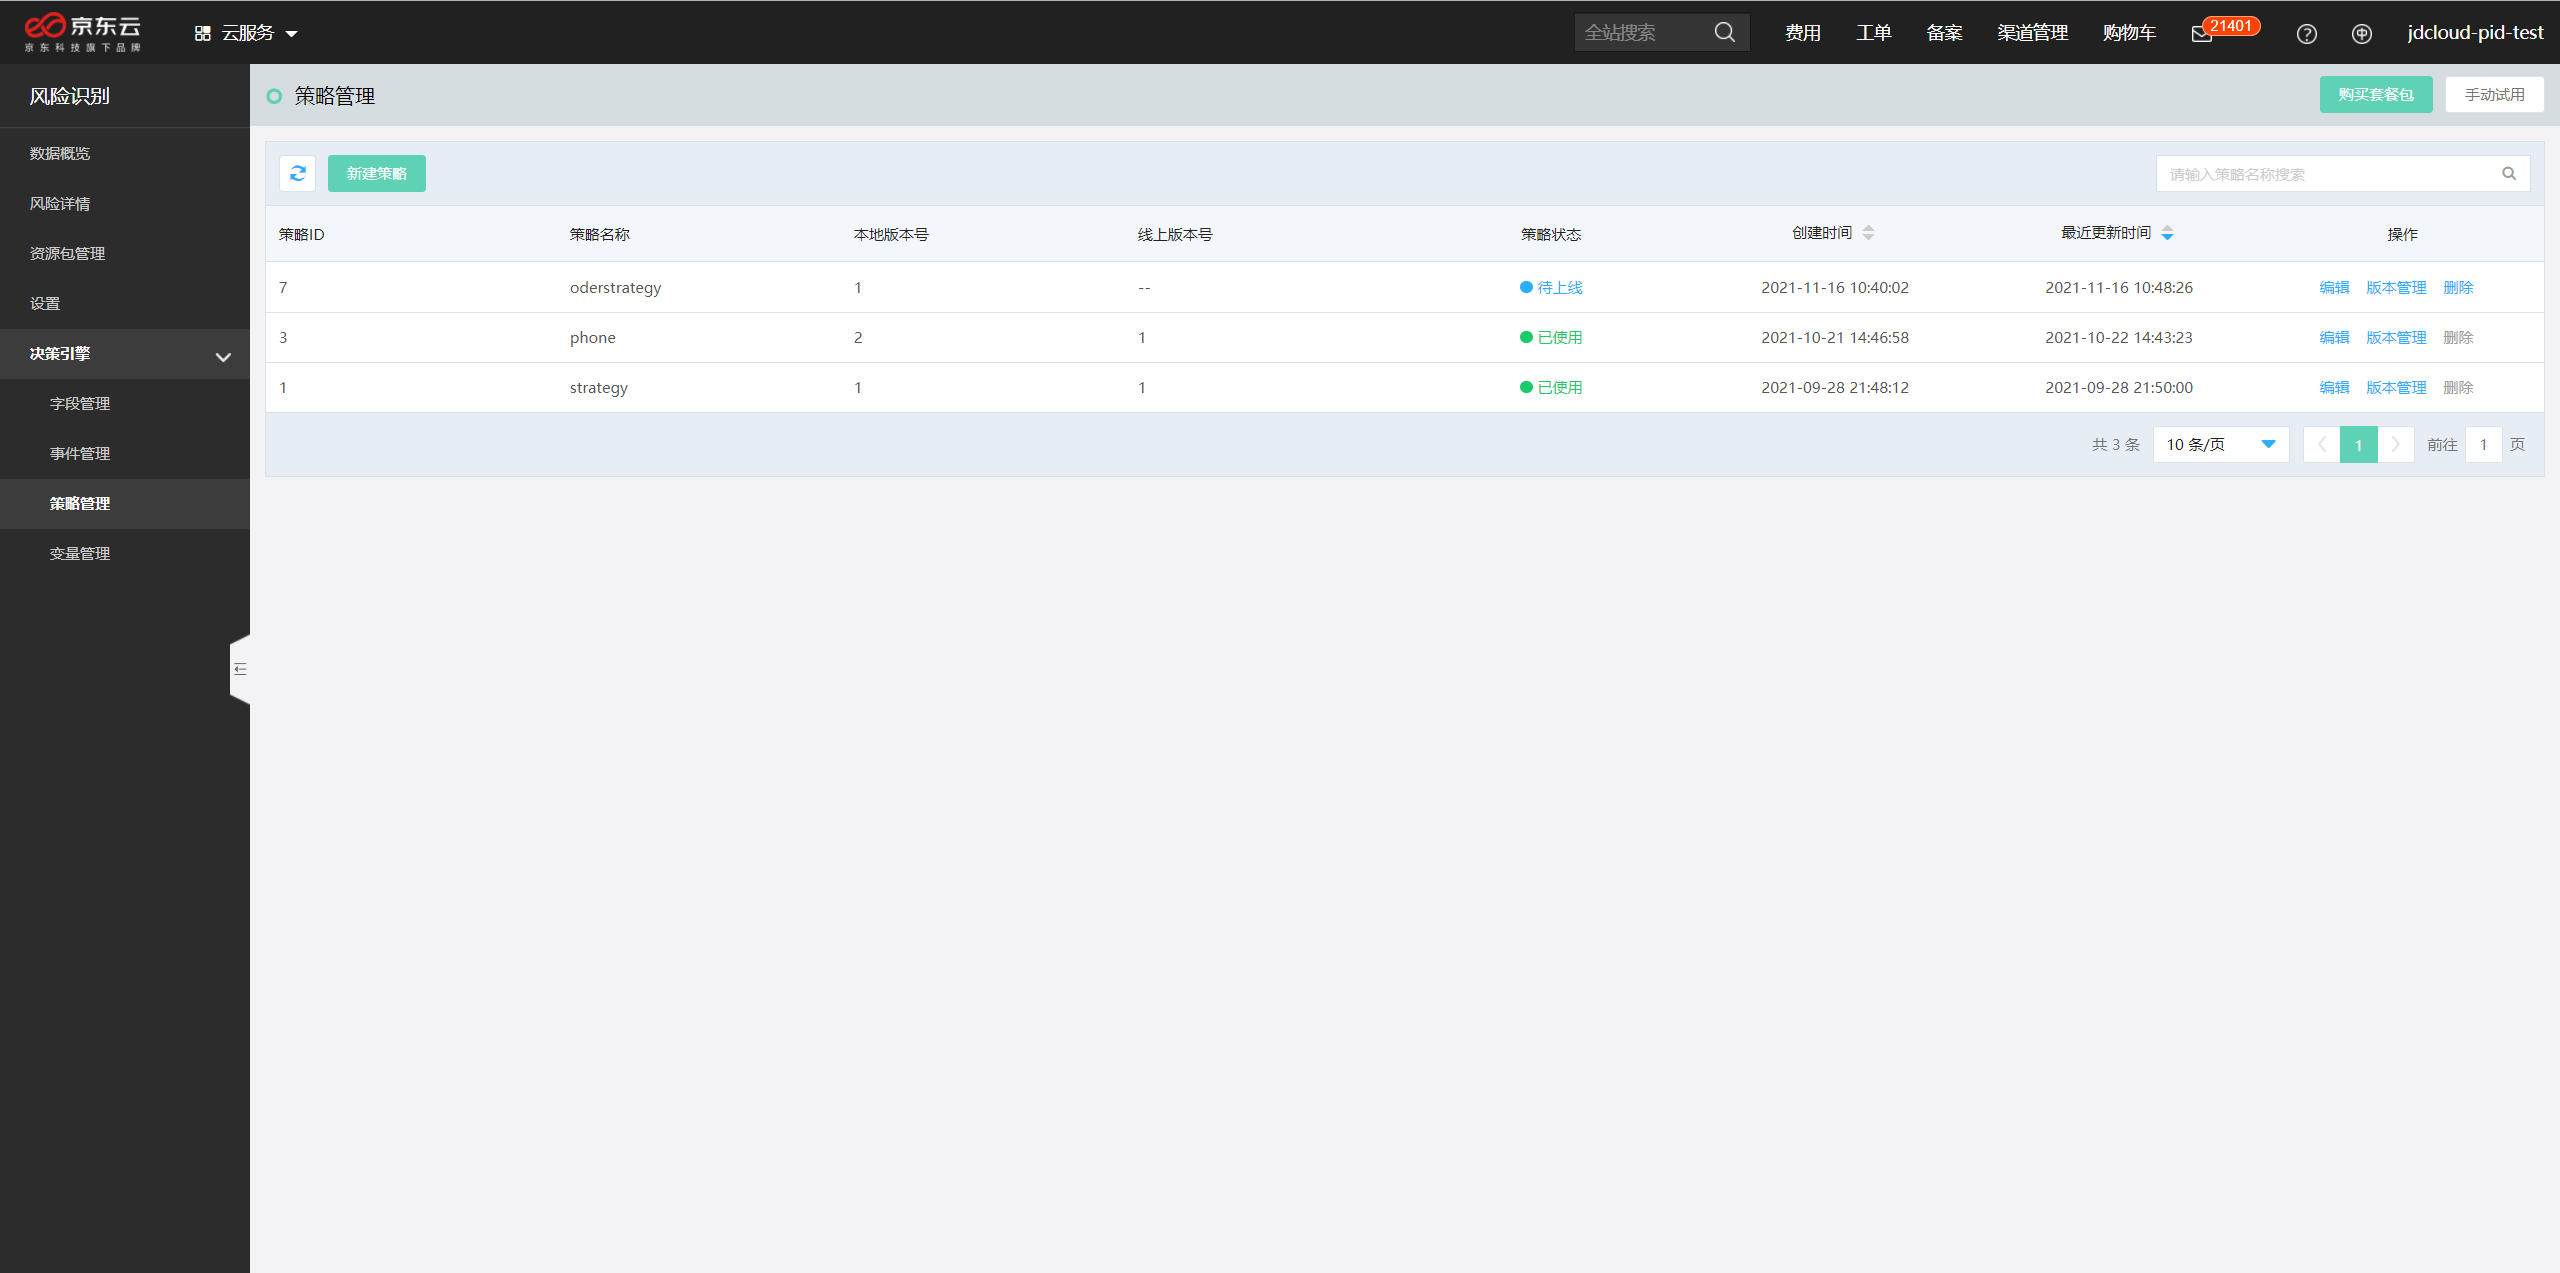 京东云
京东科技旗下品牌
云服务
全站搜索
费用
工单
备案
渠道管理
购物车
21401
jdcloud-pid-test
风险识别
数据概览
风险详情
资源包管理
设置
决策引擎
字段管理
事件管理
策略管理
变量管理
策略管理
购买套餐包
手动试用
新建策略
请输入策略名称搜索
策略ID 策略名称 本地版本号 线上版本号 策略状态 创建时间 最近更新时间 操作
7 oderstrategy 1 -- 待上线 2021-11-16 10:40:02 2021-11-16 10:48:26 编辑 版本管理 删除
3 phone 2 1 已使用 2021-10-21 14:46:58 2021-10-22 14:43:23 编辑 版本管理 删除
1 strategy 1 1 已使用 2021-09-28 21:48:12 2021-09-28 21:50:00 编辑 版本管理 删除
共 3 条 10 条/页 1 前往 1 页